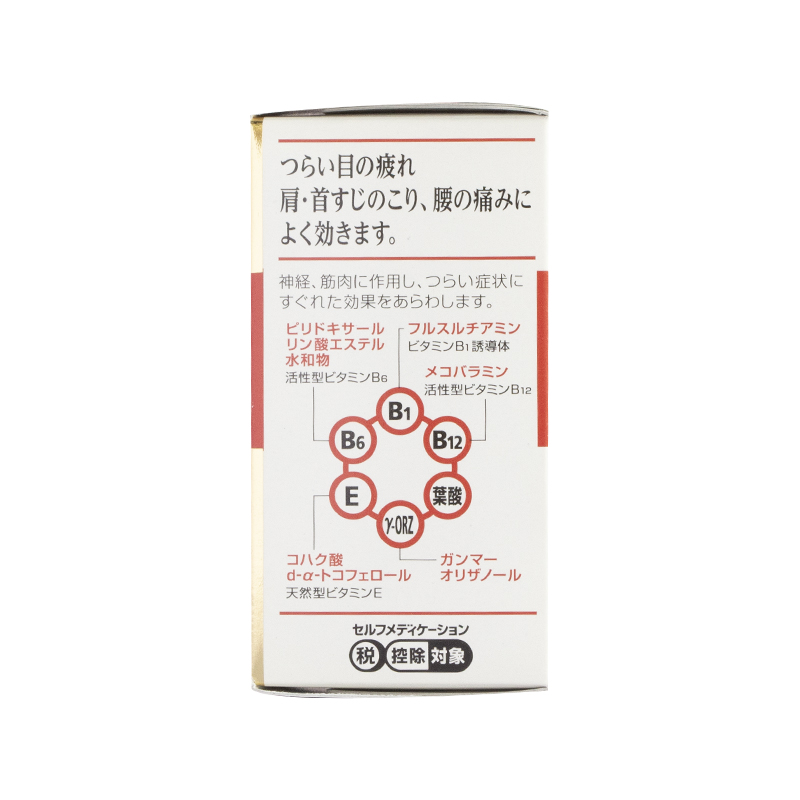 つらい目の疲れ
肩・首すじのこり、腰の痛みに
よく効きます。
神経、筋肉に作用し、つらい症状に
すぐれた効果をあらわします。
ピリドキサール
リン酸エステル
水和物
活性型ビタミンB6
フルスルチアミン
ビタミンB1誘導体
メコバラミン
活性型ビタミンB12
B1
B6
B12
E
葉酸
γ-ORZ
コハク酸
d-α-トコフェロール
天然型ビタミンE
ガンマー
オリザノール
セルフメディケーション
税 控除 対象